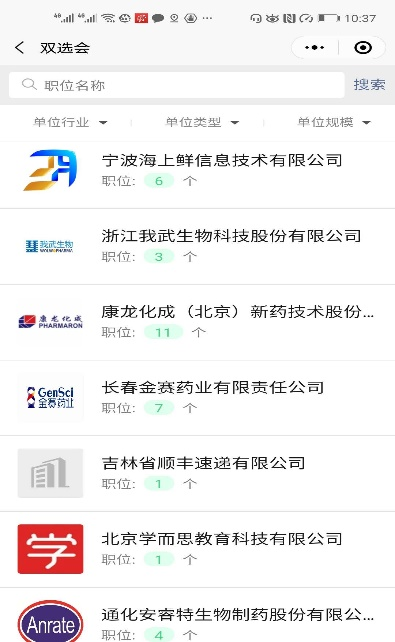 10:37
双选会
职位名称
搜索
单位行业
单位类型
单位规模
宁波海上鲜信息技术有限公司
职位: 6 个
我武生物
WOLWO PHARMA
浙江我武生物科技股份有限公司
职位: 3 个
康龙化成
PHARMARON
康龙化成（北京）新药技术股份...
职位: 11 个
GenSci
金赛药业
长春金赛药业有限责任公司
职位: 7 个
吉林省顺丰速递有限公司
职位: 1 个
学
北京学而思教育科技有限公司
职位: 1 个
Anrate
通化安睿特生物制药股份有限公...
职位: 4 个